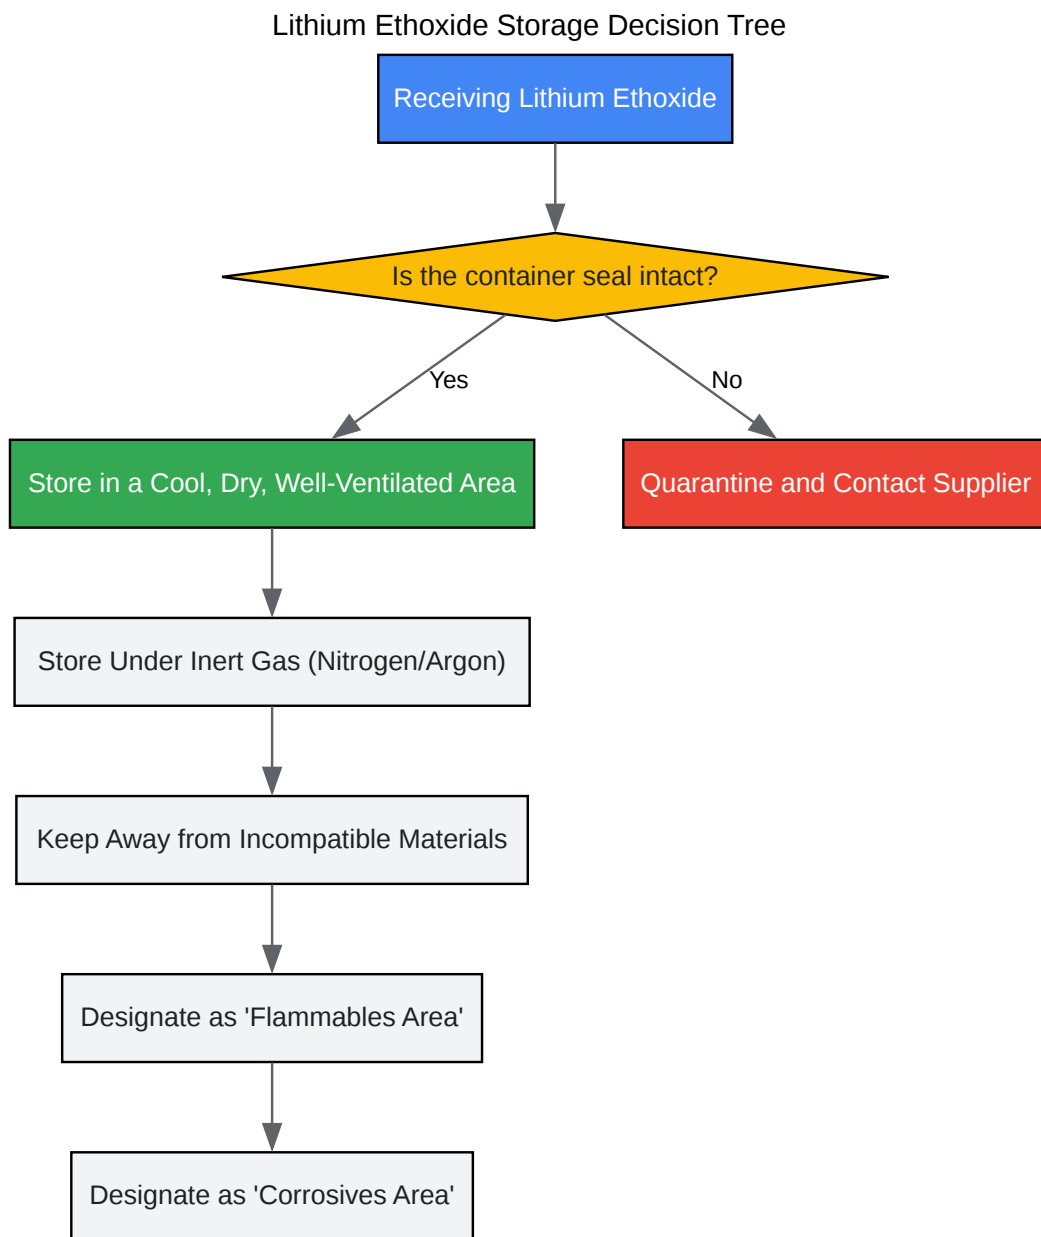 Lithium Ethoxide Storage Decision Tree
Receiving Lithium Ethoxide
Is the container seal intact?
Yes
No
Store in a Cool, Dry, Well-Ventilated Area
Quarantine and Contact Supplier
Store Under Inert Gas (Nitrogen/Argon)
Keep Away from Incompatible Materials
Designate as 'Flammables Area'
Designate as 'Corrosives Area'